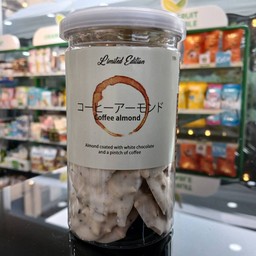 Limited Edition
コーヒーアーモンド
Coffee almond
almond coated with white chocolate
and a pintch of coffee